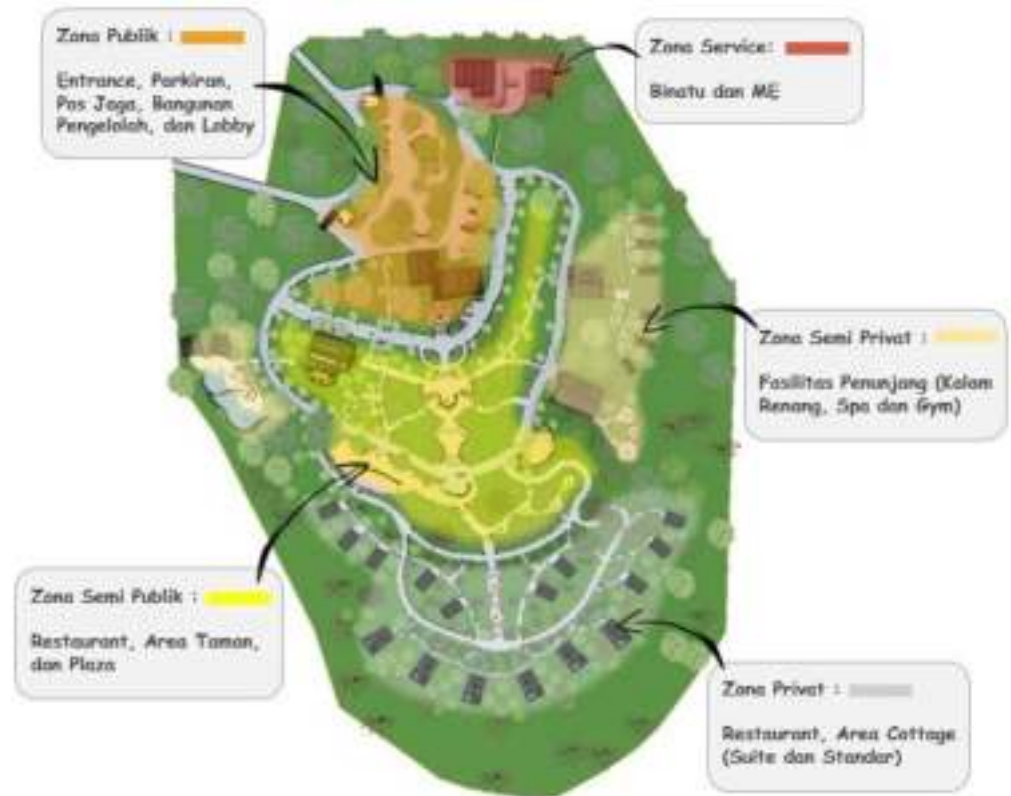 Zona Publik :
Entrance, Parkiran,
Pos Jaga, Bangunan
Pengelolah, dan Lobby
Zona Service:
Binatu dan ME
Zona Semi Privat :
Fasilitas Penunjang (Kolam
Renang, Spa dan Gym)
Zona Semi Publik :
Restaurant, Area Taman,
dan Plaza
Zona Privat :
Restaurant, Area Cottage
(Suite dan Standar)